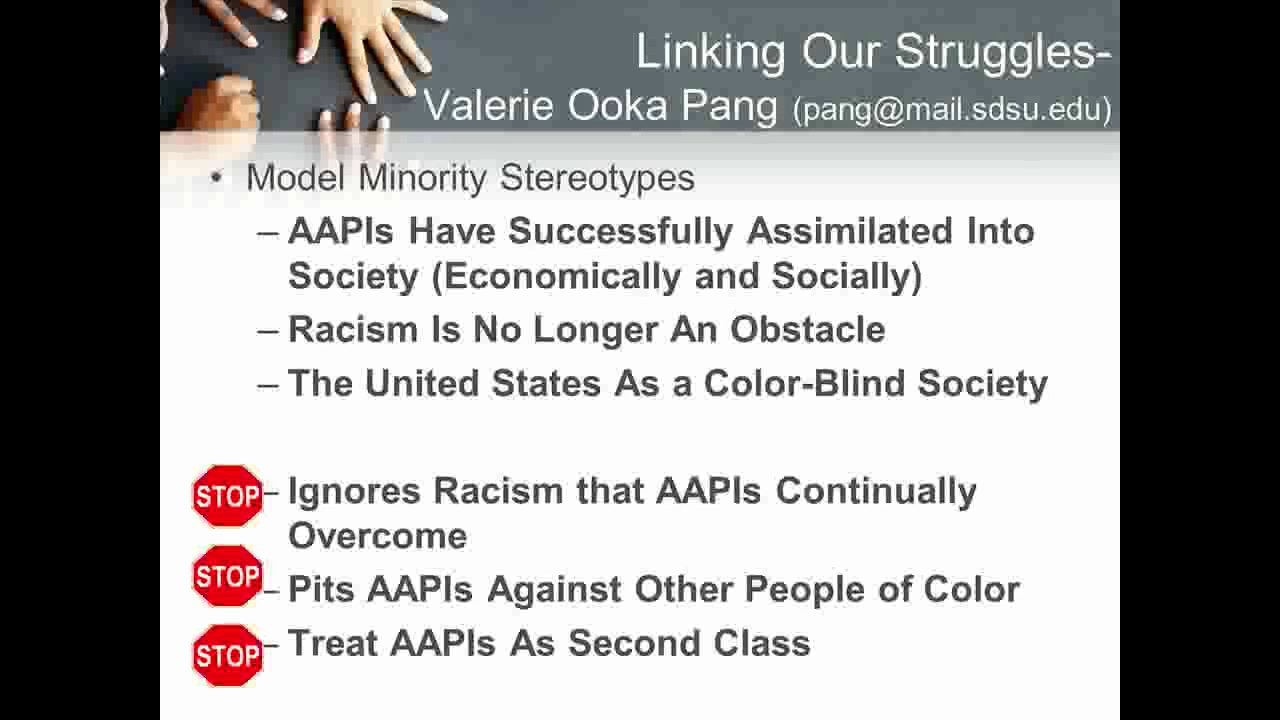 Linking Our Struggles-
Valerie Ooka Pang (pang@mail.sdsu.edu)
• Model Minority Stereotypes
– AAPIs Have Successfully Assimilated Into
Society (Economically and Socially)
– Racism Is No Longer An Obstacle
– The United States As a Color-Blind Society
STOP – Ignores Racism that AAPIs Continually
Overcome
STOP – Pits AAPIs Against Other People of Color
STOP – Treat AAPIs As Second Class